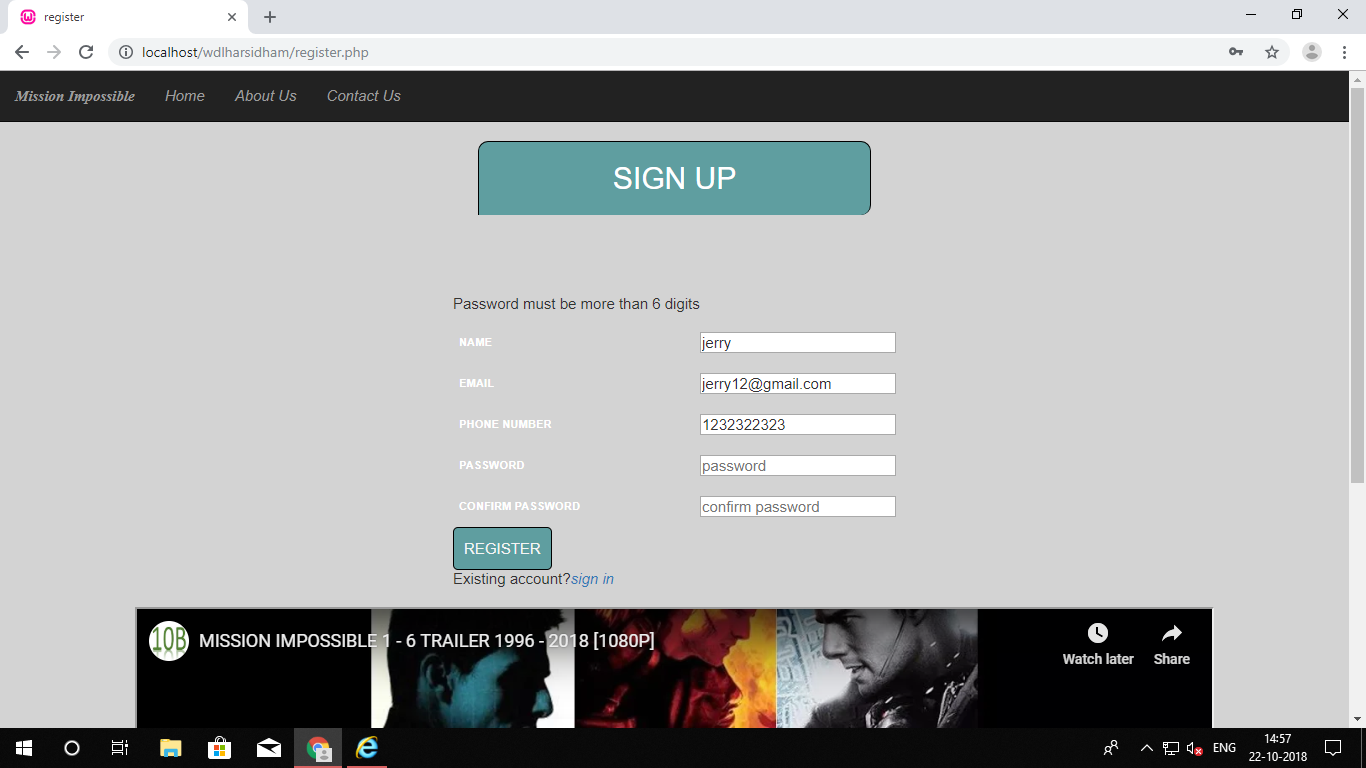 register
localhost/wdlharsidham/register.php
Mission Impossible Home About Us Contact Us
SIGN UP
Password must be more than 6 digits
NAME jerry
EMAIL jerry12@gmail.com
PHONE NUMBER 1232322323
PASSWORD password
CONFIRM PASSWORD confirm password
REGISTER
Existing account?sign in
10B MISSION IMPOSSIBLE 1 - 6 TRAILER 1996 - 2018 [1080P]
Watch later Share
ENG 14:57
22-10-2018